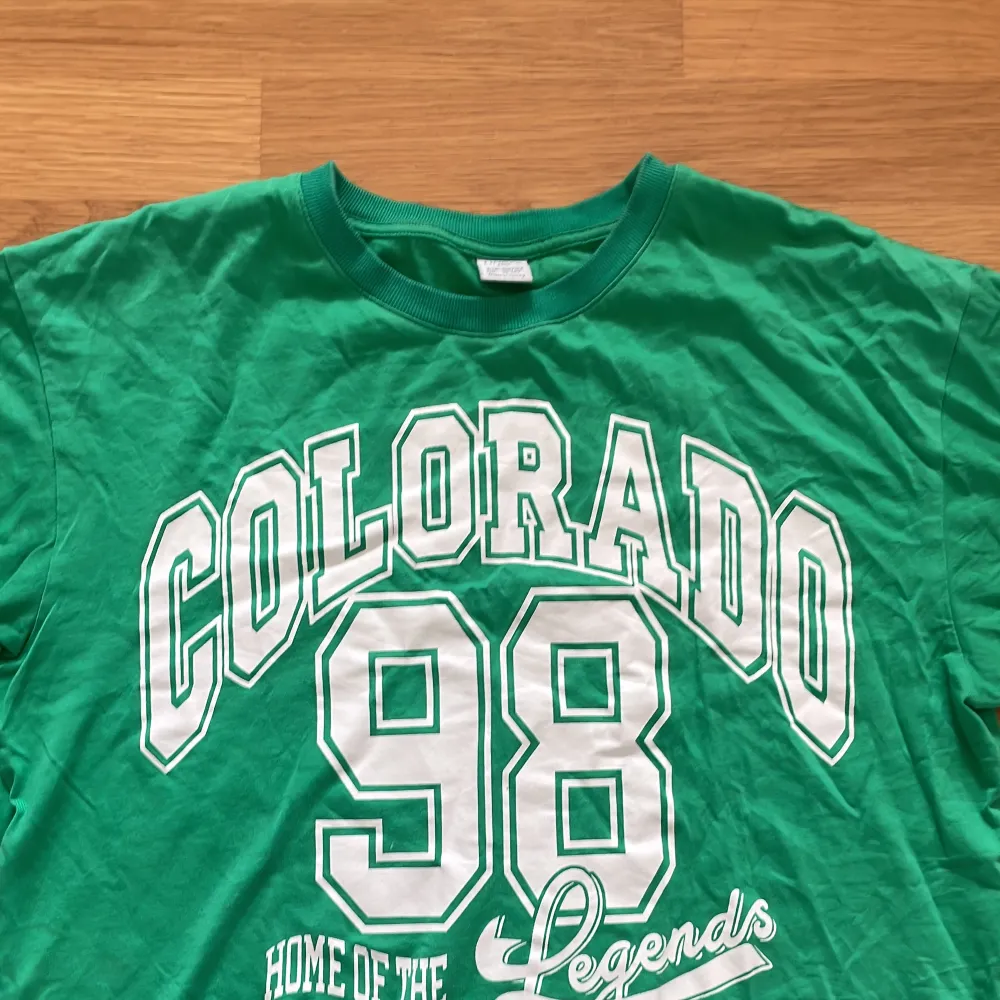 COLORADO
98
HOME OF THE Legends